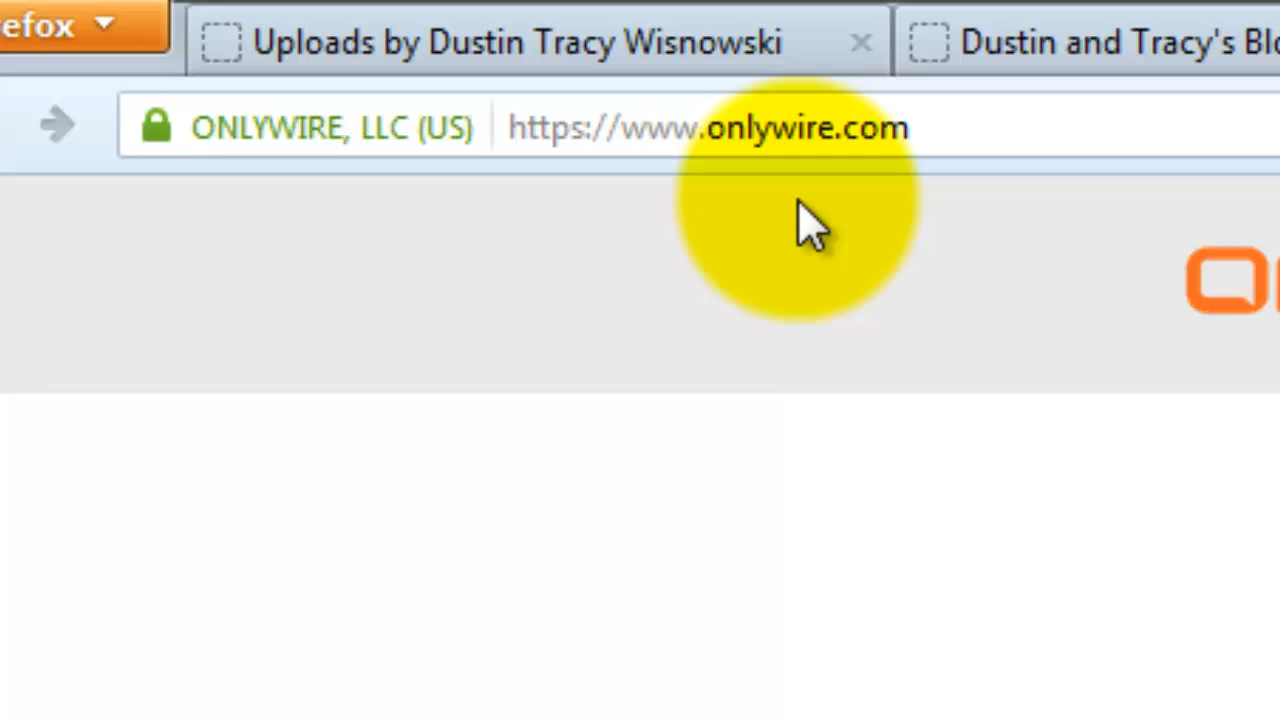 efox
Uploads by Dustin Tracy Wisnowski
Dustin and Tracy's Blo
ONLYWIRE, LLC (US)
https://www.onlywire.com